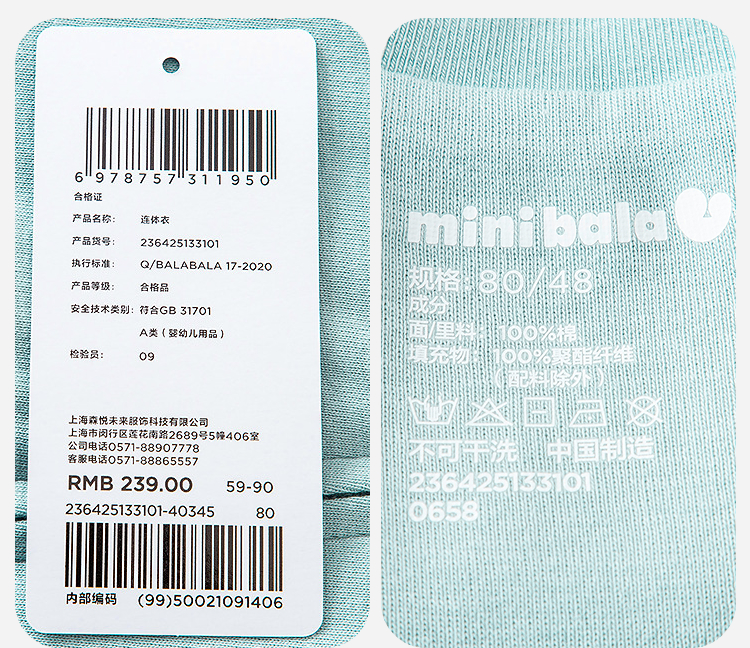 6 978757 311950
合格证
产品名称: 连体衣
产品货号: 236425133101
执行标准: Q/BALABALA 17-2020
产品等级: 合格品
安全技术类别: 符合GB 31701
A类（婴幼儿用品）
检验员: 09
上海森悦未来服饰科技有限公司
上海市闵行区莲花南路2689号5幢406室
公司电话0571-88907778
客服电话0571-88865557
RMB 239.00 59-90
236425133101-40345 80
内部编码 (99)50021091406
minibala
规格: 80/48
成分
面/里料: 100%棉
填充物: 100%聚酯纤维
（配料除外）
不可干洗 中国制造
236425133101
0658